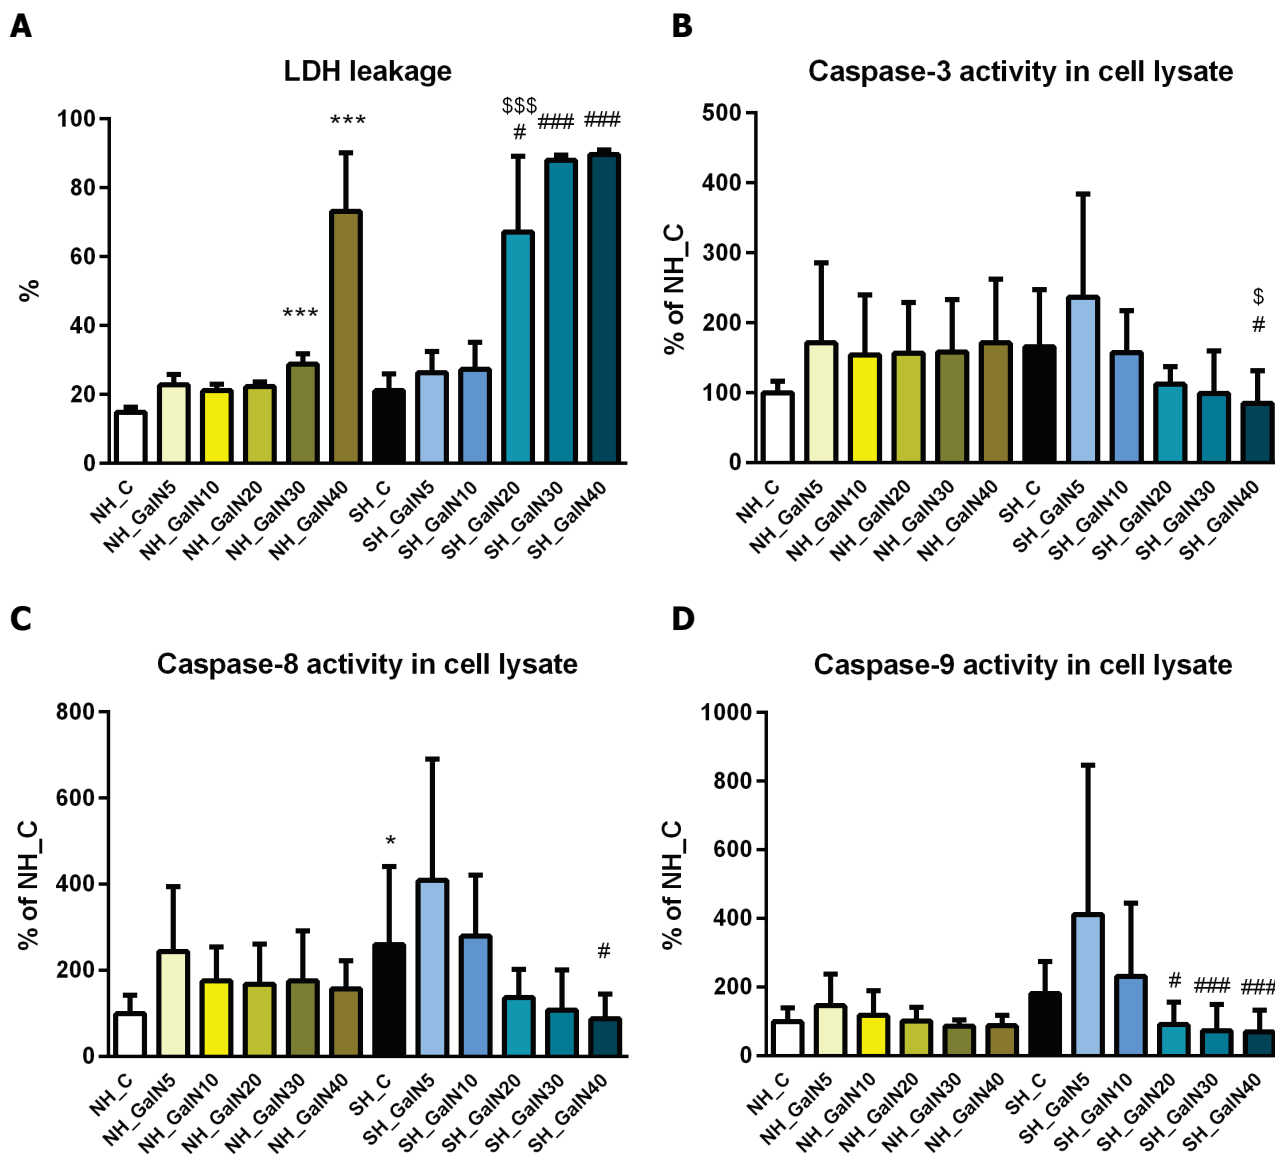 A
LDH leakage
%
100
80
60
40
20
0
***
***
$$$
#
###
###
NH_C
NH_GalN5
NH_GalN10
NH_GalN20
NH_GalN30
NH_GalN40
SH_C
SH_GalN5
SH_GalN10
SH_GalN20
SH_GalN30
SH_GalN40
B
Caspase-3 activity in cell lysate
% of NH_C
500
400
300
200
100
0
$
#
NH_C
NH_GalN5
NH_GalN10
NH_GalN20
NH_GalN30
NH_GalN40
SH_C
SH_GalN5
SH_GalN10
SH_GalN20
SH_GalN30
SH_GalN40
C
Caspase-8 activity in cell lysate
% of NH_C
800
600
400
200
0
*
#
NH_C
NH_GalN5
NH_GalN10
NH_GalN20
NH_GalN30
NH_GalN40
SH_C
SH_GalN5
SH_GalN10
SH_GalN20
SH_GalN30
SH_GalN40
D
Caspase-9 activity in cell lysate
% of NH_C
1000
800
600
400
200
0
#
###
###
NH_C
NH_GalN5
NH_GalN10
NH_GalN20
NH_GalN30
NH_GalN40
SH_C
SH_GalN5
SH_GalN10
SH_GalN20
SH_GalN30
SH_GalN40